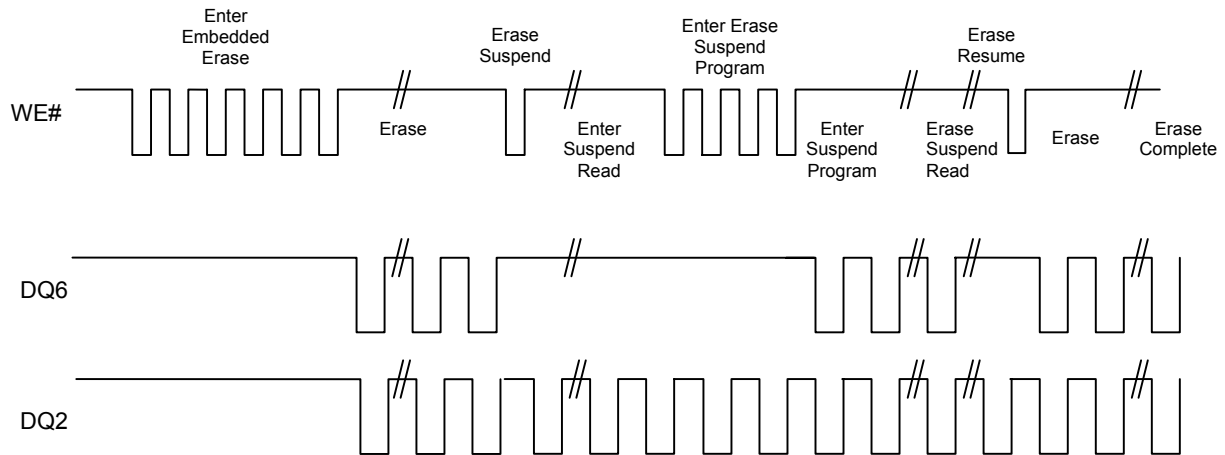 Enter
Embedded
Erase
Erase
Suspend
Enter Erase
Suspend
Program
Erase
Resume
WE#
Erase
Enter
Suspend
Read
Enter
Suspend
Program
Erase
Suspend
Read
Erase
Erase
Complete
DQ6
DQ2